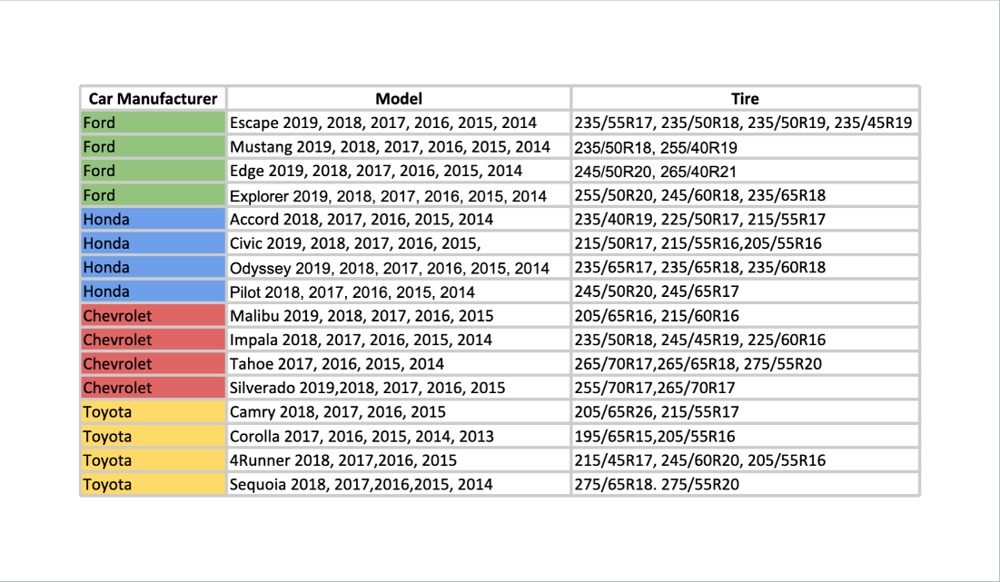 Car Manufacturer Model Tire
Ford Escape 2019, 2018, 2017, 2016, 2015, 2014 235/55R17, 235/50R18, 235/50R19, 235/45R19
Ford Mustang 2019, 2018, 2017, 2016, 2015, 2014 235/50R18, 255/40R19
Ford Edge 2019, 2018, 2017, 2016, 2015, 2014 245/50R20, 265/40R21
Ford Explorer 2019, 2018, 2017, 2016, 2015, 2014 255/50R20, 245/60R18, 235/65R18
Honda Accord 2018, 2017, 2016, 2015, 2014 235/40R19, 225/50R17, 215/55R17
Honda Civic 2019, 2018, 2017, 2016, 2015, 215/50R17, 215/55R16,205/55R16
Honda Odyssey 2019, 2018, 2017, 2016, 2015, 2014 235/65R17, 235/65R18, 235/60R18
Honda Pilot 2018, 2017, 2016, 2015, 2014 245/50R20, 245/65R17
Chevrolet Malibu 2019, 2018, 2017, 2016, 2015 205/65R16, 215/60R16
Chevrolet Impala 2018, 2017, 2016, 2015, 2014 235/50R18, 245/45R19, 225/60R16
Chevrolet Tahoe 2017, 2016, 2015, 2014 265/70R17,265/65R18, 275/55R20
Chevrolet Silverado 2019,2018, 2017, 2016, 2015 255/70R17,265/70R17
Toyota Camry 2018, 2017, 2016, 2015 205/65R26, 215/55R17
Toyota Corolla 2017, 2016, 2015, 2014, 2013 195/65R15,205/55R16
Toyota 4Runner 2018, 2017,2016, 2015 215/45R17, 245/60R20, 205/55R16
Toyota Sequoia 2018, 2017,2016,2015, 2014 275/65R18. 275/55R20